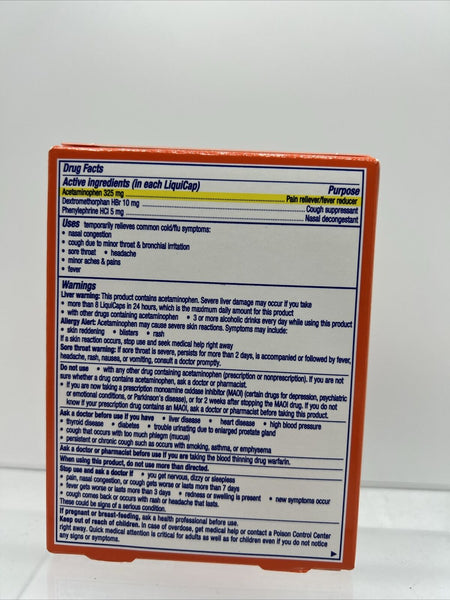 Drug Facts
Active ingredients (in each LiquiCap) Purpose
Acetaminophen 325 mg Pain reliever/fever reducer
Dextromethorphan HBr 10 mg Cough suppressant
Phenylephrine HCl 5 mg Nasal decongestant
Uses temporarily relieves common cold/flu symptoms:
• nasal congestion
• cough due to minor throat & bronchial irritation
• sore throat • headache
• minor aches & pains
• fever
Warnings
Liver warning: This product contains acetaminophen. Severe liver damage may occur if you take
• more than 8 LiquiCaps in 24 hours, which is the maximum daily amount for this product
• with other drugs containing acetaminophen • 3 or more alcoholic drinks every day while using this product
Allergy Alert: Acetaminophen may cause severe skin reactions. Symptoms may include:
• skin reddening • blisters • rash
If a skin reaction occurs, stop use and seek medical help right away
Sore throat warning: If sore throat is severe, persists for more than 2 days, is accompanied or followed by fever,
headache, rash, nausea, or vomiting, consult a doctor promptly.
Do not use • with any other drug containing acetaminophen (prescription or nonprescription). If you are not
sure whether a drug contains acetaminophen, ask a doctor or pharmacist.
• if you are now taking a prescription monoamine oxidase inhibitor (MAOI) (certain drugs for depression, psychiatric
or emotional conditions, or Parkinson's disease), or for 2 weeks after stopping the MAOI drug. If you do not
know if your prescription drug contains an MAOI, ask a doctor or pharmacist before taking this product.
Ask a doctor before use if you have • liver disease • heart disease • high blood pressure
• thyroid disease • diabetes • trouble urinating due to enlarged prostate gland
• cough that occurs with too much phlegm (mucus)
• persistent or chronic cough such as occurs with smoking, asthma, or emphysema
Ask a doctor or pharmacist before use if you are taking the blood thinning drug warfarin.
When using this product, do not use more than directed.
Stop use and ask a doctor if • you get nervous, dizzy or sleepless
• pain, nasal congestion, or cough gets worse or lasts more than 7 days
• fever gets worse or lasts more than 3 days • redness or swelling is present • new symptoms occur
• cough comes back or occurs with rash or headache that lasts.
These could be signs of a serious condition.
If pregnant or breast-feeding, ask a health professional before use.
Keep out of reach of children. In case of overdose, get medical help or contact a Poison Control Center
right away. Quick medical attention is critical for adults as well as for children even if you do not notice
any signs or symptoms.